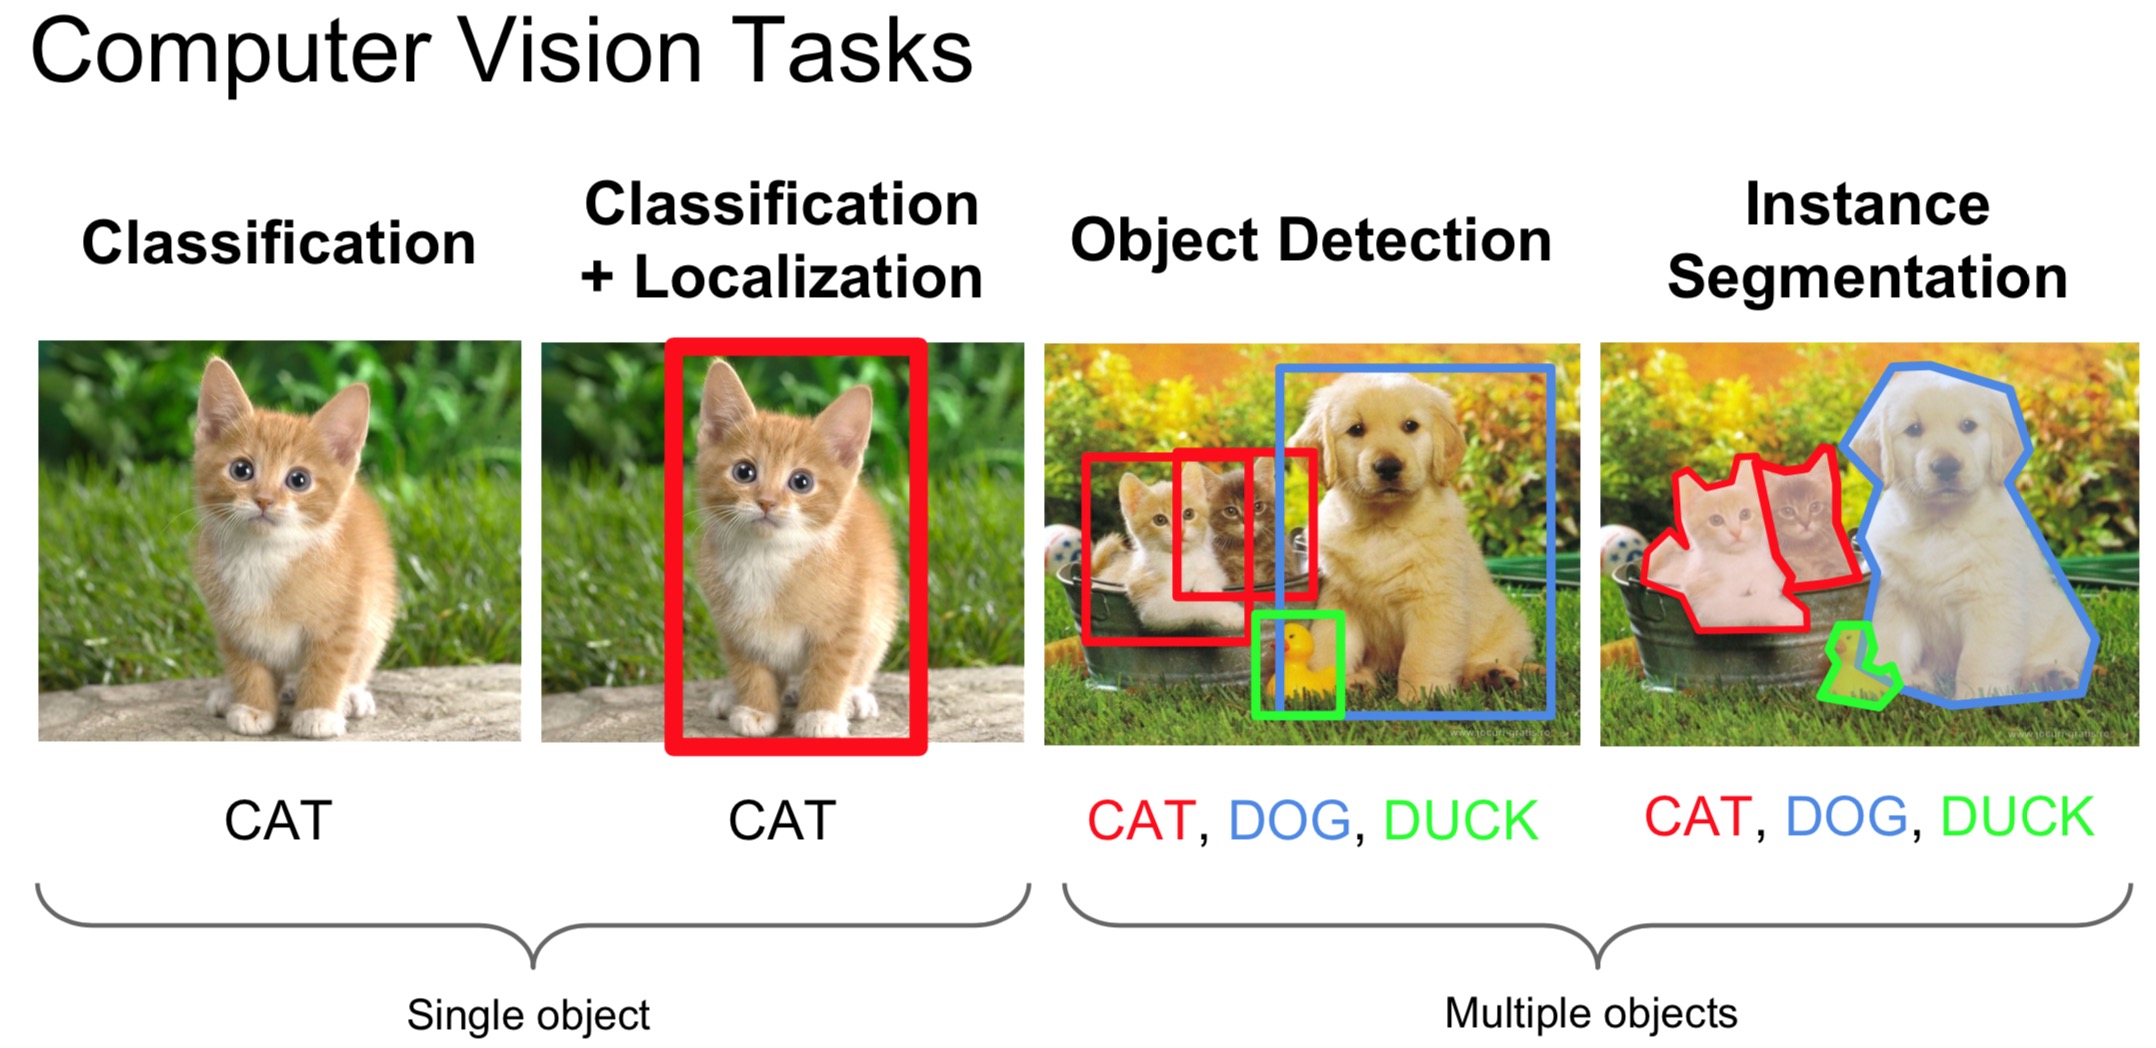 Computer Vision Tasks
Classification
Classification
+ Localization
Object Detection
Instance
Segmentation
CAT
CAT
CAT, DOG, DUCK
CAT, DOG, DUCK
Single object
Multiple objects